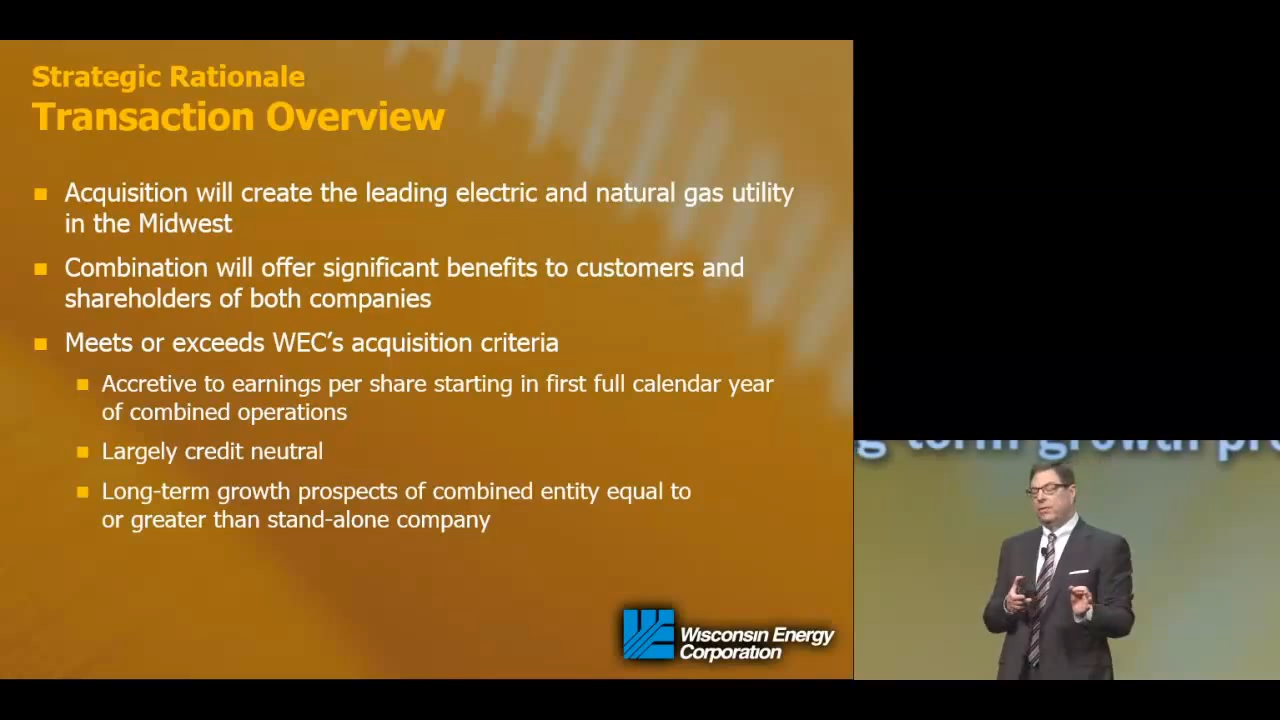 Strategic Rationale
Transaction Overview
Acquisition will create the leading electric and natural gas utility
in the Midwest
Combination will offer significant benefits to customers and
shareholders of both companies
Meets or exceeds WEC’s acquisition criteria
Accretive to earnings per share starting in first full calendar year
of combined operations
Largely credit neutral
Long-term growth prospects of combined entity equal to
or greater than stand-alone company
Wisconsin Energy
Corporation
term growth